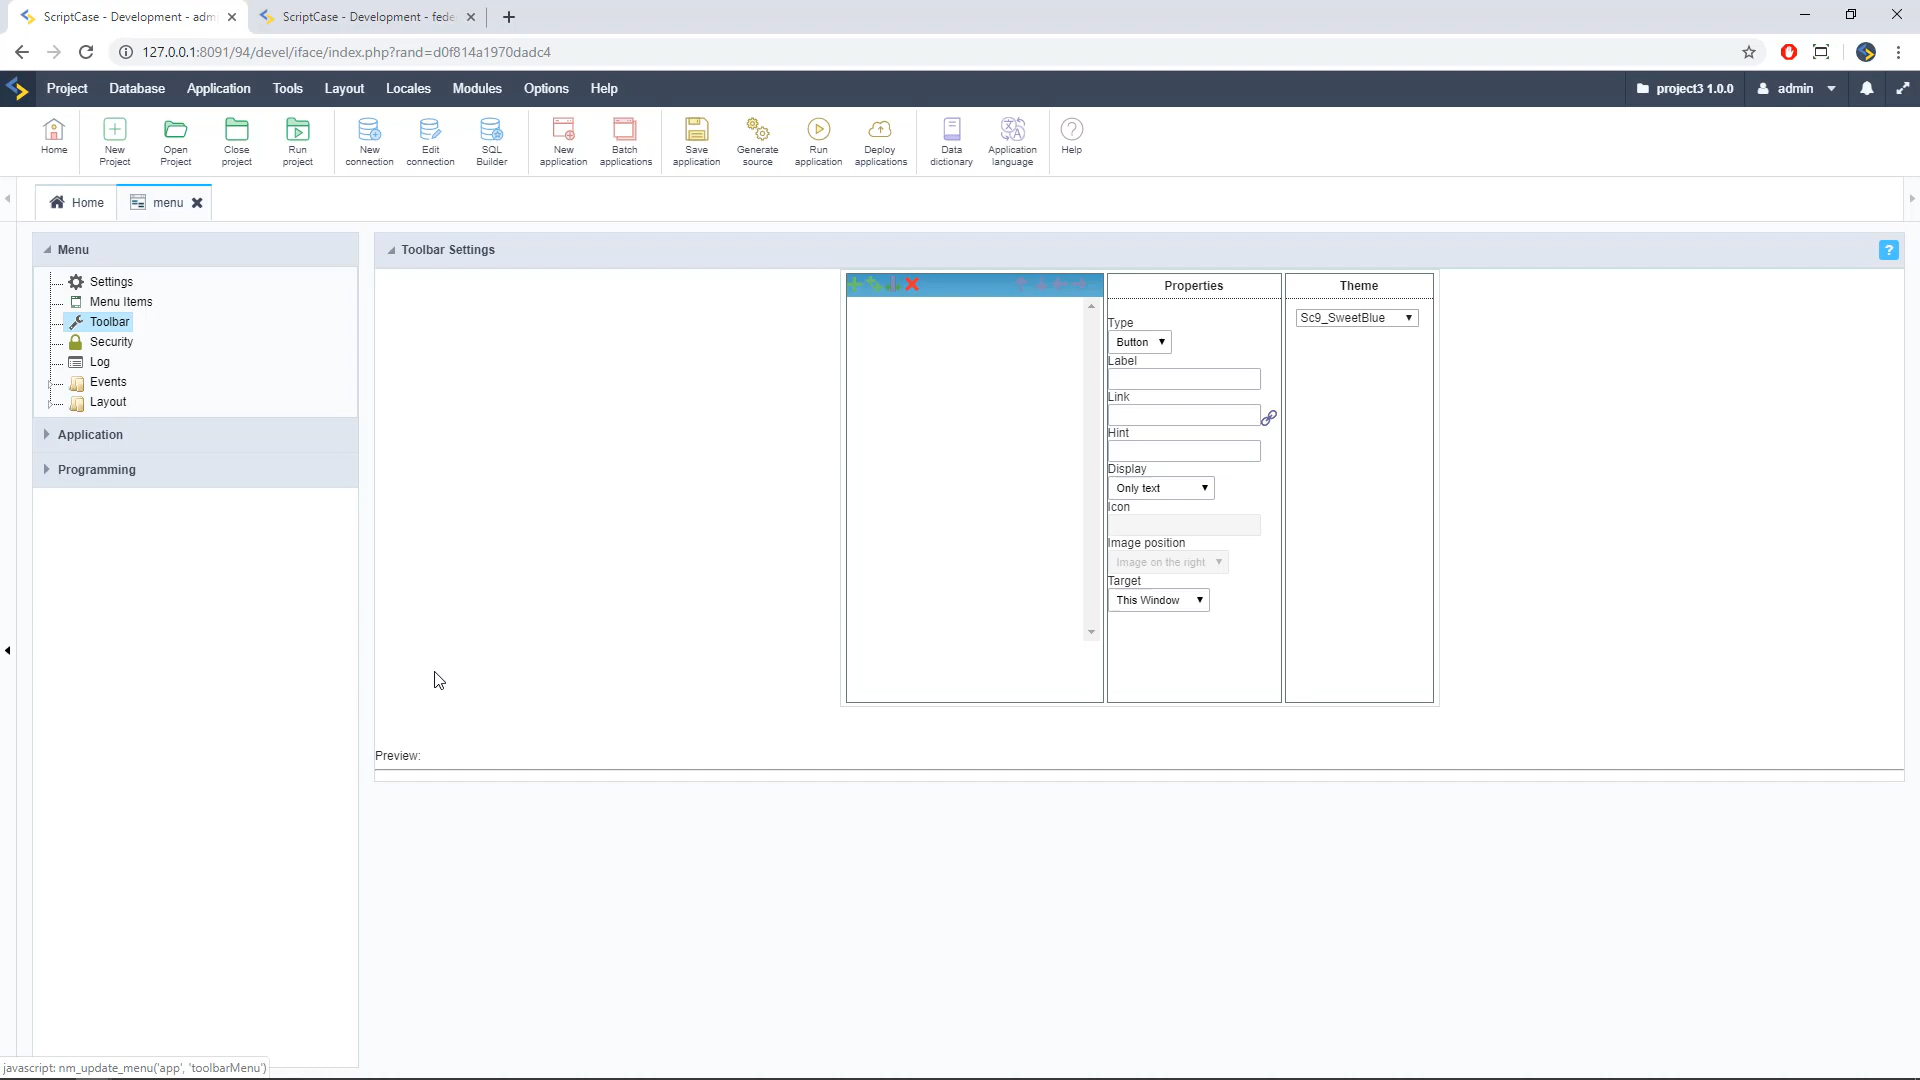 ScriptCase - Development - adm
ScriptCase - Development - fede
127.0.0.1:8091/94/devel/iface/index.php?rand=d0f814a1970dadc4
Project Database Application Tools Layout Locales Modules Options Help
project3 1.0.0 admin
Home
New Project
Open Project
Close project
Run project
New connection
Edit connection
SQL Builder
New application
Batch applications
Save application
Generate source
Run application
Deploy applications
Data dictionary
Application language
Help
Home
menu
Menu
Settings
Menu Items
Toolbar
Security
Log
Events
Layout
Application
Programming
Toolbar Settings
?
Properties
Type
Button
Label
Link
Hint
Display
Only text
Icon
Image position
Image on the right
Target
This Window
Theme
Sc9_SweetBlue
Preview:
javascript: nm_update_menu('app', 'toolbarMenu')